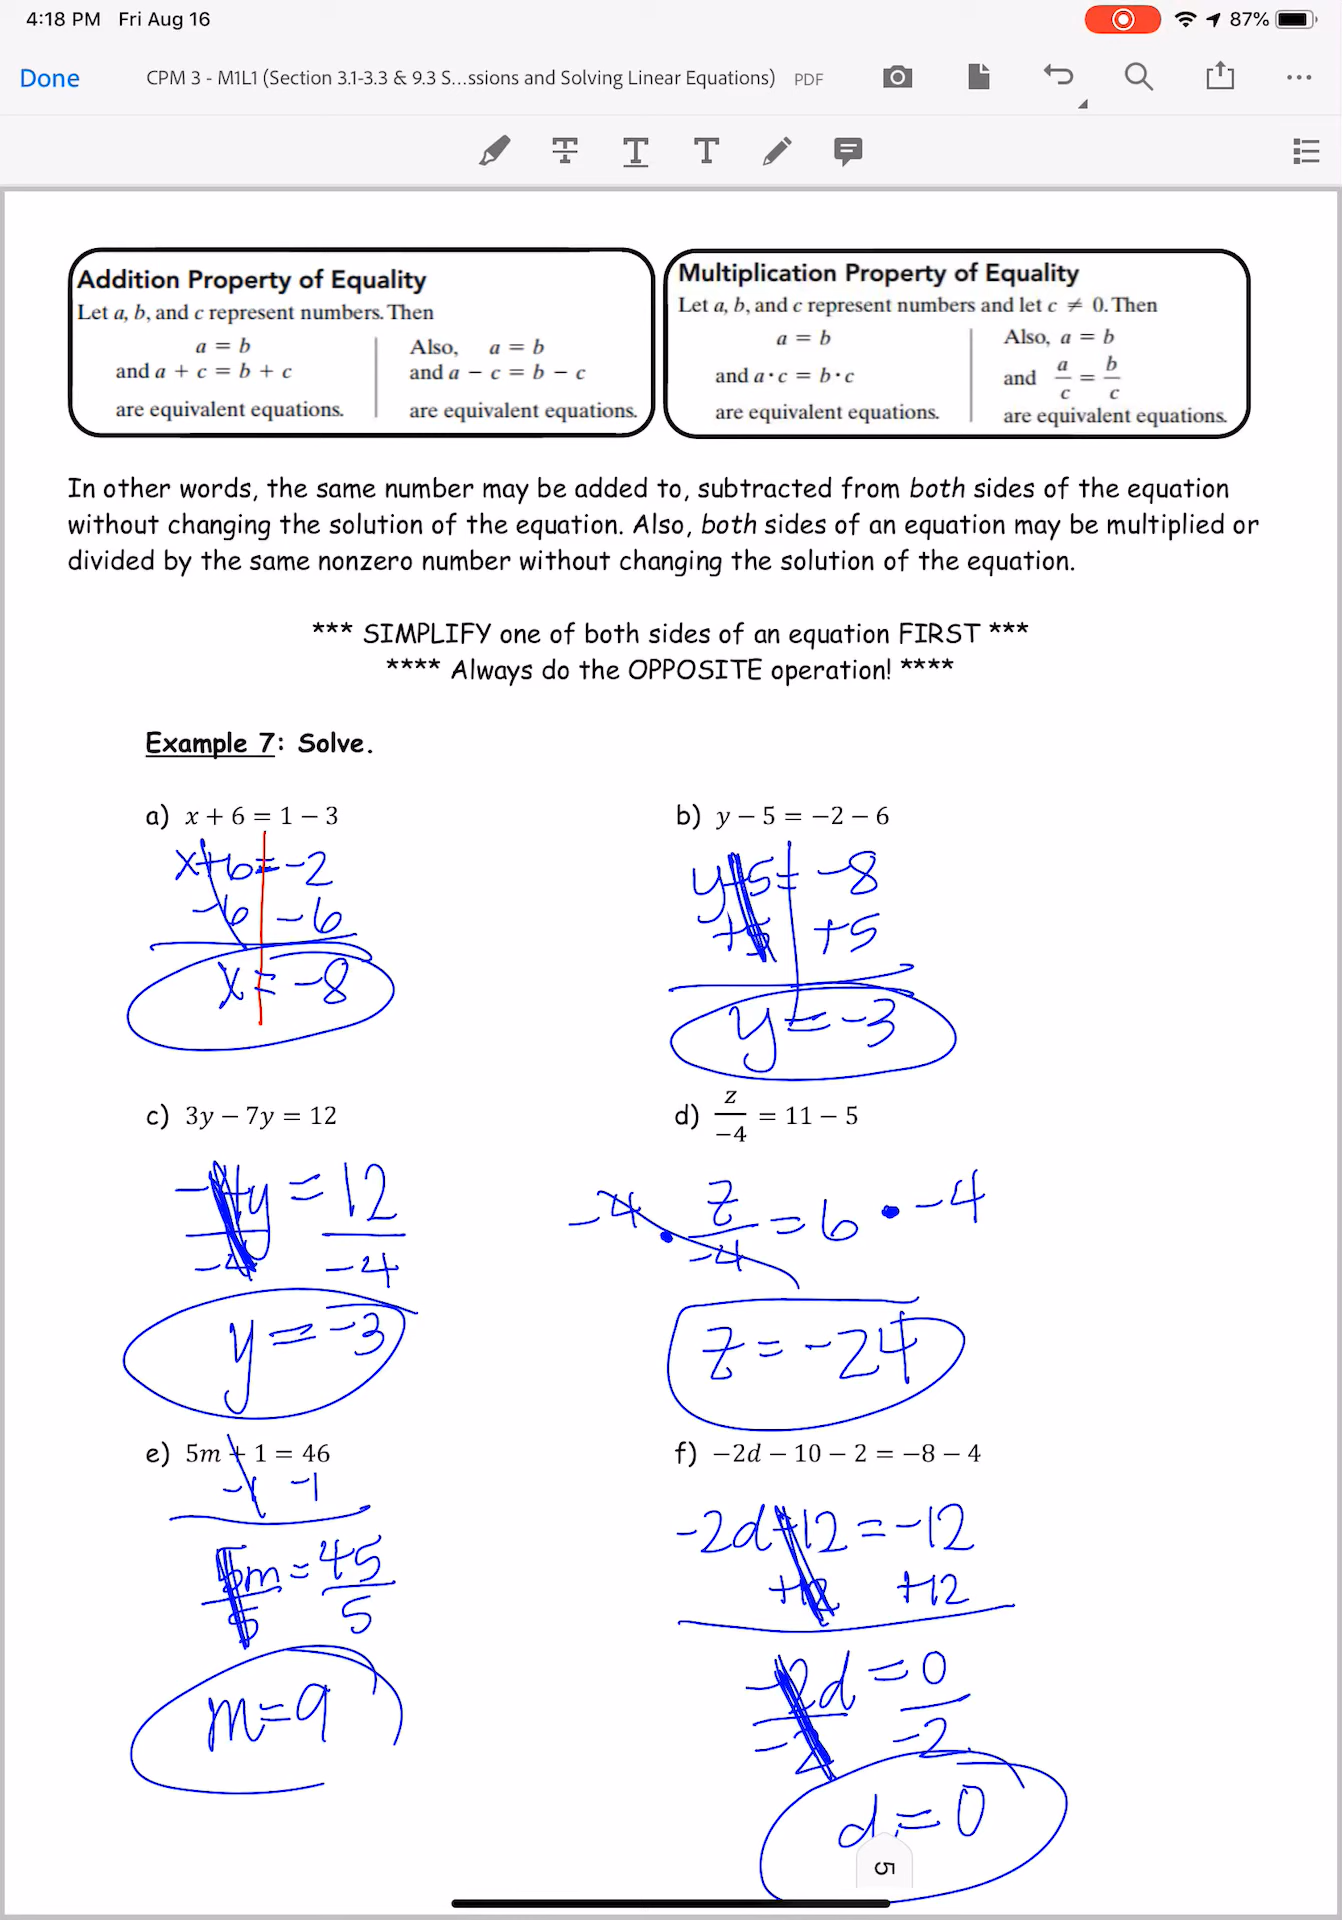 4:18 PM Fri Aug 16
87%
Done
CPM 3 - M1L1 (Section 3.1-3.3 & 9.3 S...ssions and Solving Linear Equations) PDF
Addition Property of Equality
Let a, b, and c represent numbers. Then
a = b
and a + c = b + c
are equivalent equations.
Also, a = b
and a − c = b − c
are equivalent equations.
Multiplication Property of Equality
Let a, b, and c represent numbers and let c ≠ 0. Then
a = b
and a · c = b · c
are equivalent equations.
Also, a = b
and a/c = b/c
are equivalent equations.
In other words, the same number may be added to, subtracted from both sides of the equation
without changing the solution of the equation. Also, both sides of an equation may be multiplied or
divided by the same nonzero number without changing the solution of the equation.
*** SIMPLIFY one of both sides of an equation FIRST ***
**** Always do the OPPOSITE operation! ****
Example 7: Solve.
a) x + 6 = 1 − 3
x+6=-2
-6 -6
x=-8
b) y − 5 = −2 − 6
y-5=-8
+5 +5
y=-3
c) 3y − 7y = 12
-4y=12
-4 -4
y=-3
d) z/−4 = 11 − 5
-4 · z/-4 = 6 · -4
z=-24
e) 5m + 1 = 46
-1 -1
5m=45
5 5
m=9
f) −2d − 10 − 2 = −8 − 4
-2d-12=-12
+12 +12
-2d=0
-2 -2
d=0
5